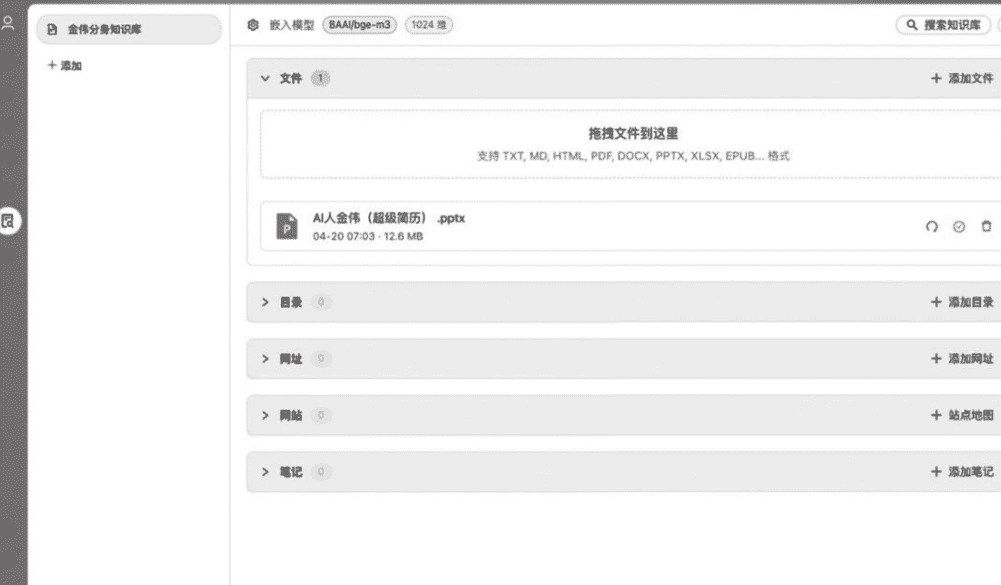 金伟分身知识库
+ 添加
嵌入模型 BAAI/bge-m3 1024 维
搜索知识库
文件 1
+ 添加文件
拖拽文件到这里
支持 TXT, MD, HTML, PDF, DOCX, PPTX, XLSX, EPUB... 格式
P
AI人金伟（超级简历）.pptx
04-20 07:03 · 12.6 MB
目录 0
+ 添加目录
网址 0
+ 添加网址
网站 0
+ 站点地图
笔记 0
+ 添加笔记